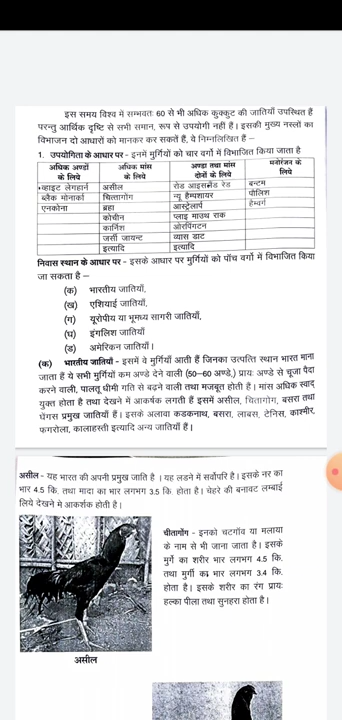 इस समय विश्व में सम्भवतः 60 से भी अधिक कुक्कुट की जातियाँ उपस्थित हैं
परन्तु आर्थिक दृष्टि से सभी समान, रूप से उपयोगी नहीं हैं। इसकी मुख्य नस्लों का
विभाजन दो आधारों को मानकर कर सकतें हैं, वे निम्नलिखित हैं –
1. उपयोगिता के आधार पर - इनमें मुर्गियों को चार वर्गो में विभाजित किया जाता है
अधिक अण्डों के लिये | अधिक मांस के लिये | अण्डा तथा मांस दोनों के लिये | मनोरंजन के लिये
व्हाइट लेगहार्न | असील | रोड आइसलेंड रेड | बन्टम
ब्लैक मोनार्का | चित्तागोंग | न्यू हैम्पशायर | पौलिश
एनकोना | ब्रहा | आस्ट्रेलार्प | हेम्वर्ग
कोचीन | प्लाइ माउथ राक
कार्निश | ओरपिंगटन
जर्सी जायन्ट | व्यास डाट
इत्यादि | इत्यादि
निवास स्थान के आधार पर - इसके आधार पर मुर्गियों को पाँच वर्गो में विभाजित किया
जा सकता है –
(क) भारतीय जातियाँ,
(ख) एशियाई जातियाँ,
(ग) यूरोपीय या भूमध्य सागरी जातियाँ,
(घ) इंगलिश जातियाँ
(ड) अमेरिकन जातियाँ।
(क) भारतीय जातियाँ - इसमें वे मुर्गियाँ आती हैं जिनका उत्पत्ति स्थान भारत माना
जाता हैं ये सभी मुर्गियाँ कम अण्डे देने वाली (50–60 अण्डे,) प्रायः अण्डे से चूजा पैदा
करने वाली, पालतू धीमी गति से बढ़ने वाली तथा मजबूत होती है। मांस अधिक स्वाद
युक्त होता है तथा देखने में आकर्षक लगती हैं इसमें असील, चितागोंग, बसरा तथा
घेंगस प्रमुख जातियाँ हैं। इसके अलावा कडकनाथ, बसरा, लाबस, टेनिस, काश्मीर,
फगरोला, कालाहस्ती इत्यादि अन्य जातियाँ हैं।
असील - यह भारत की अपनी प्रमुख जाति है । यह लडने में सर्वोपरि है। इसके नर का
भार 4.5 कि. तथा मादा का भार लगभग 3.5 कि होता है। चेहरे की बनावट लम्बाई
लिये देखने मे आकर्शक होती है।
चीतागोंग - इनको चटगाँव या मलाया
के नाम से भी जाना जाता है। इसके
मुर्गे का शरीर भार लगभग 4.5 कि.
तथा मुर्गी का भार लगभग 3.4 कि.
होता है। इसके शरीर का रंग प्रायः
हल्का पीला तथा सुनहरा होता है।
असील